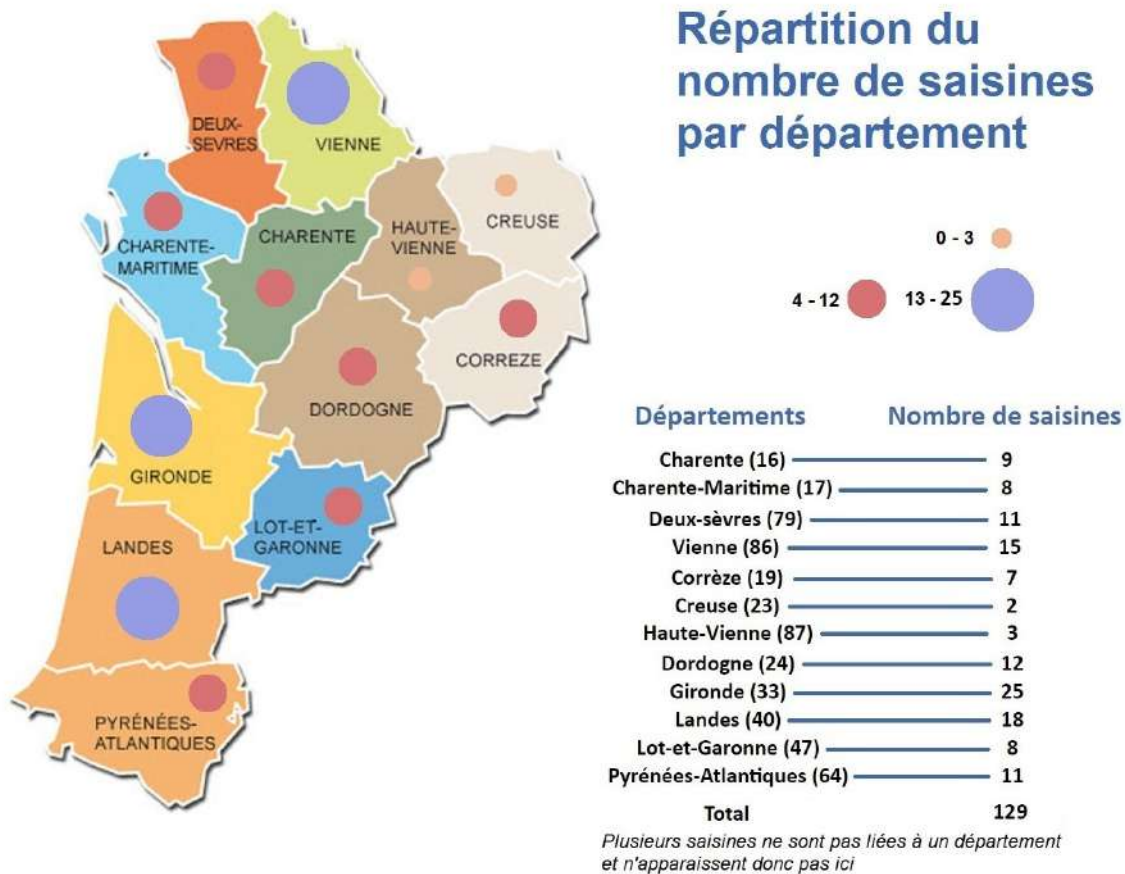 Répartition du
nombre de saisines
par département
DEUX-
SEVRES
VIENNE
CHARENTE-
MARITIME
CHARENTE
HAUTE-
VIENNE
CREUSE
CORREZE
DORDOGNE
GIRONDE
LOT-ET-
GARONNE
LANDES
PYRÉNÉES-
ATLANTIQUES
0 - 3
4 - 12
13 - 25
Départements Nombre de saisines
Charente (16) 9
Charente-Maritime (17) 8
Deux-sèvres (79) 11
Vienne (86) 15
Corrèze (19) 7
Creuse (23) 2
Haute-Vienne (87) 3
Dordogne (24) 12
Gironde (33) 25
Landes (40) 18
Lot-et-Garonne (47) 8
Pyrénées-Atlantiques (64) 11
Total 129
Plusieurs saisines ne sont pas liées à un département
et n'apparaissent donc pas ici